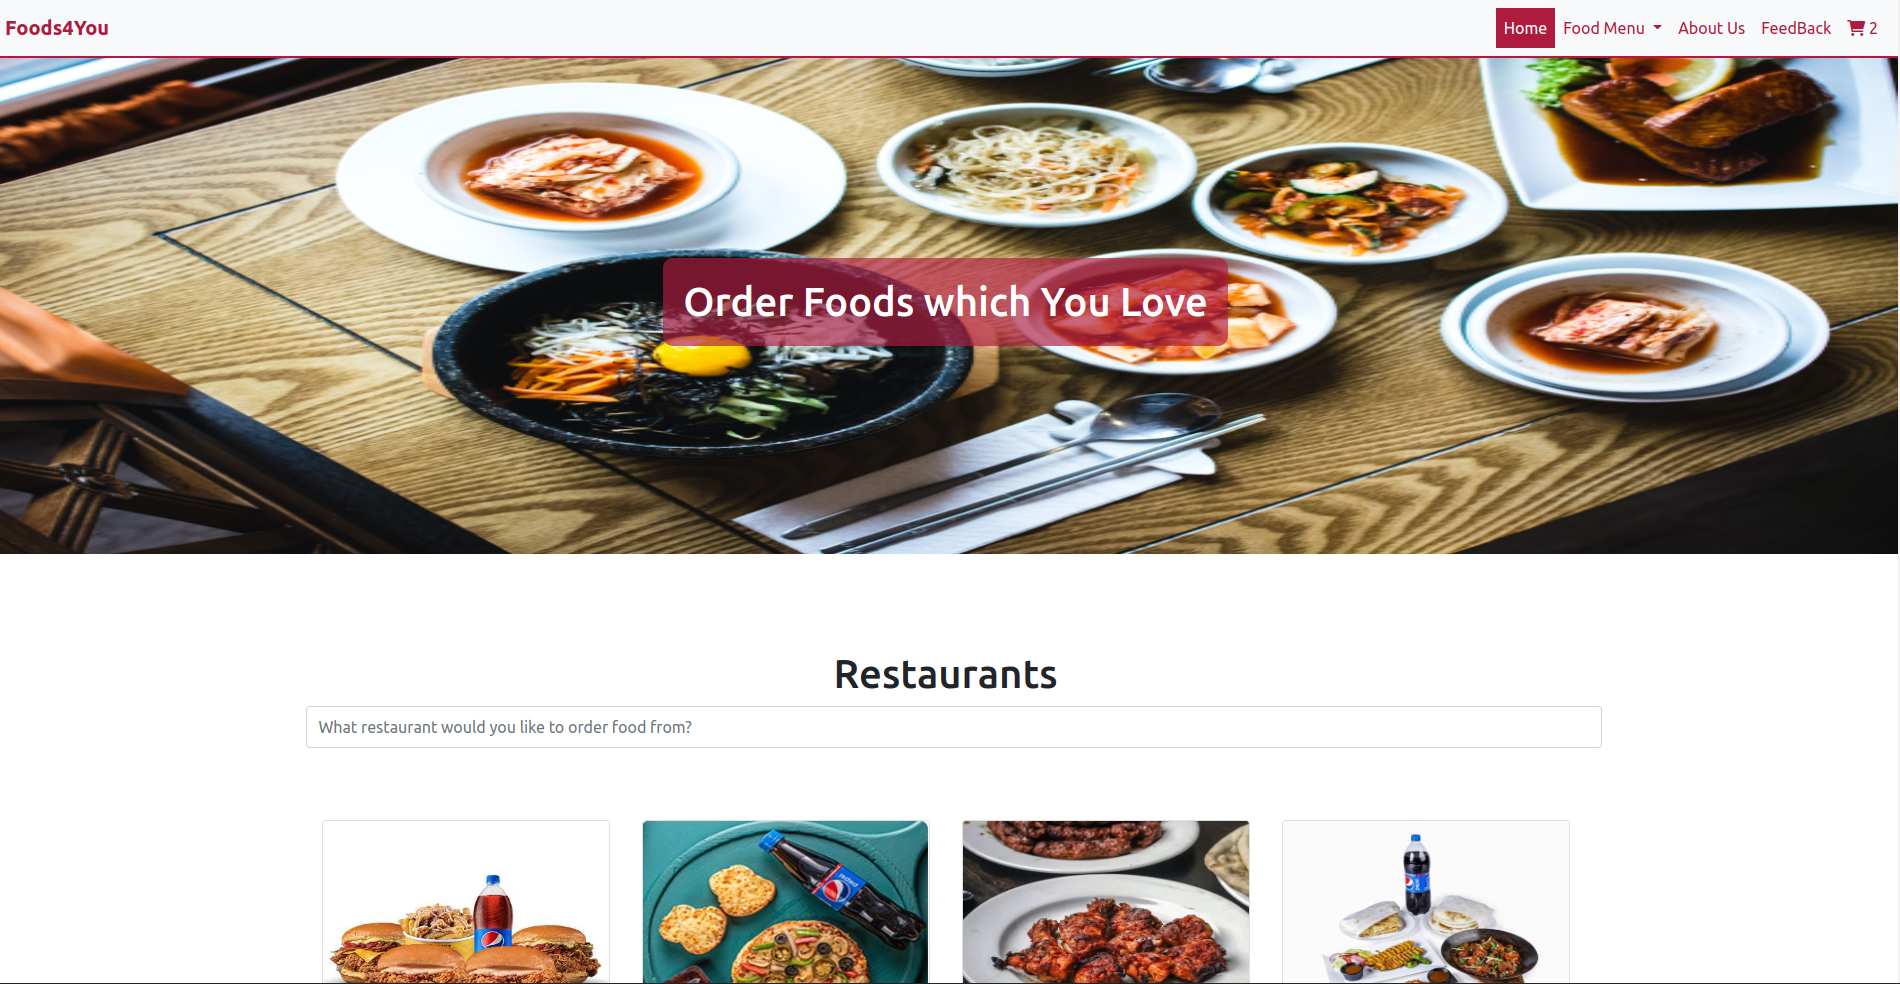 Foods4You
Home
Food Menu
About Us
FeedBack
2
Order Foods which You Love
Restaurants
What restaurant would you like to order food from?
pepsi